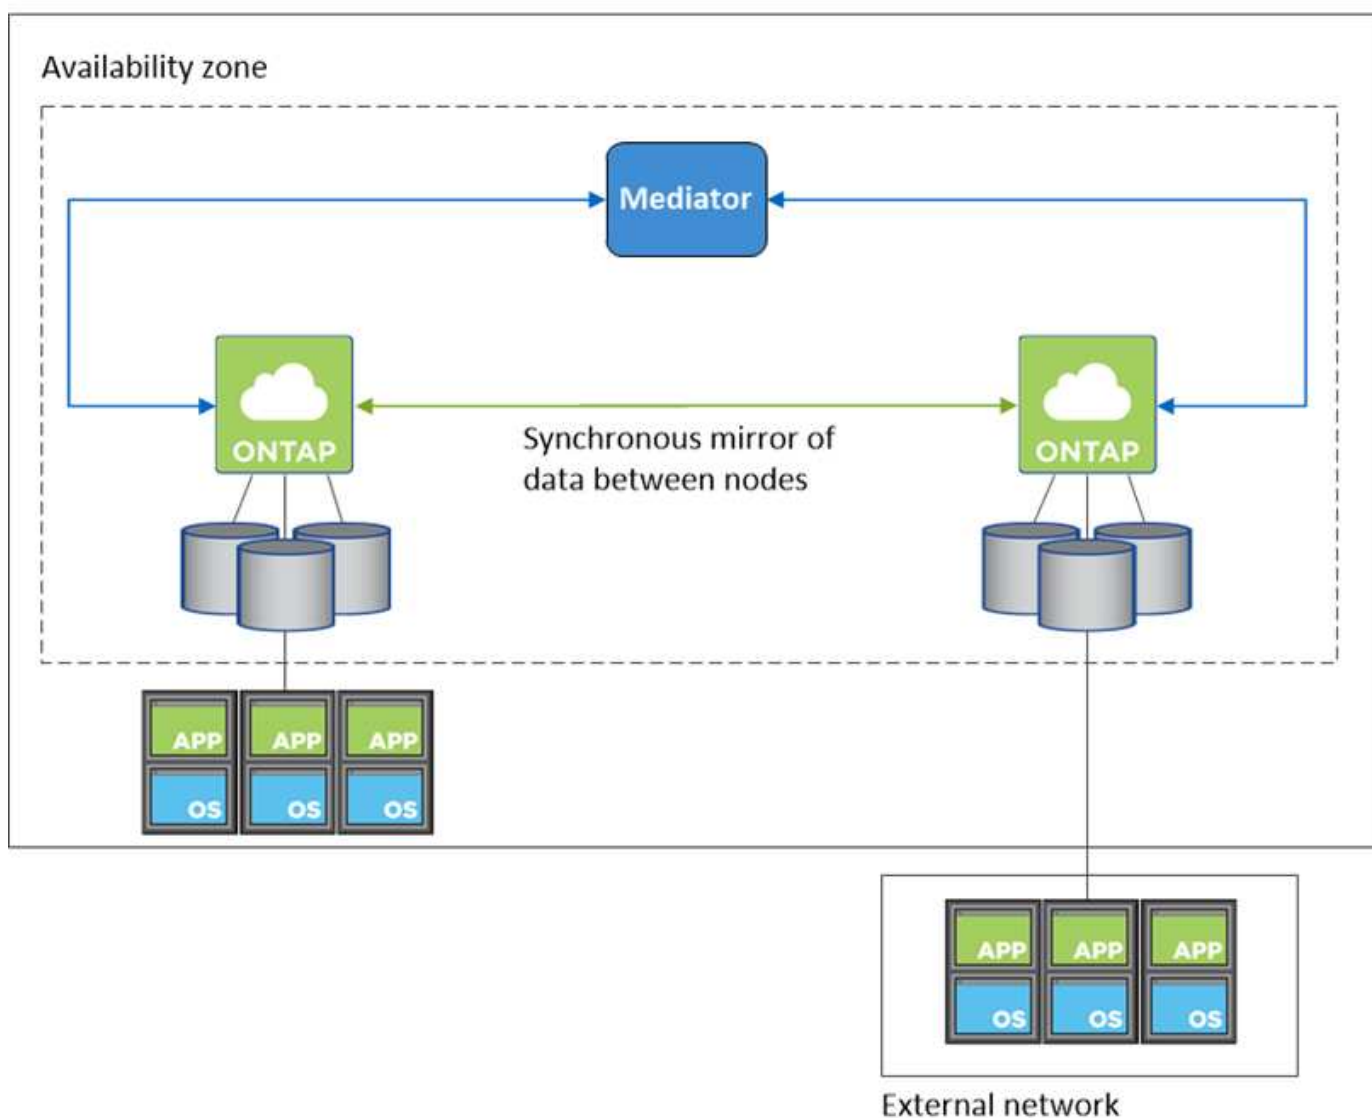 Availability zone
Mediator
ONTAP
ONTAP
Synchronous mirror of
data between nodes
APP APP APP
OS OS OS
APP APP APP
OS OS OS
External network